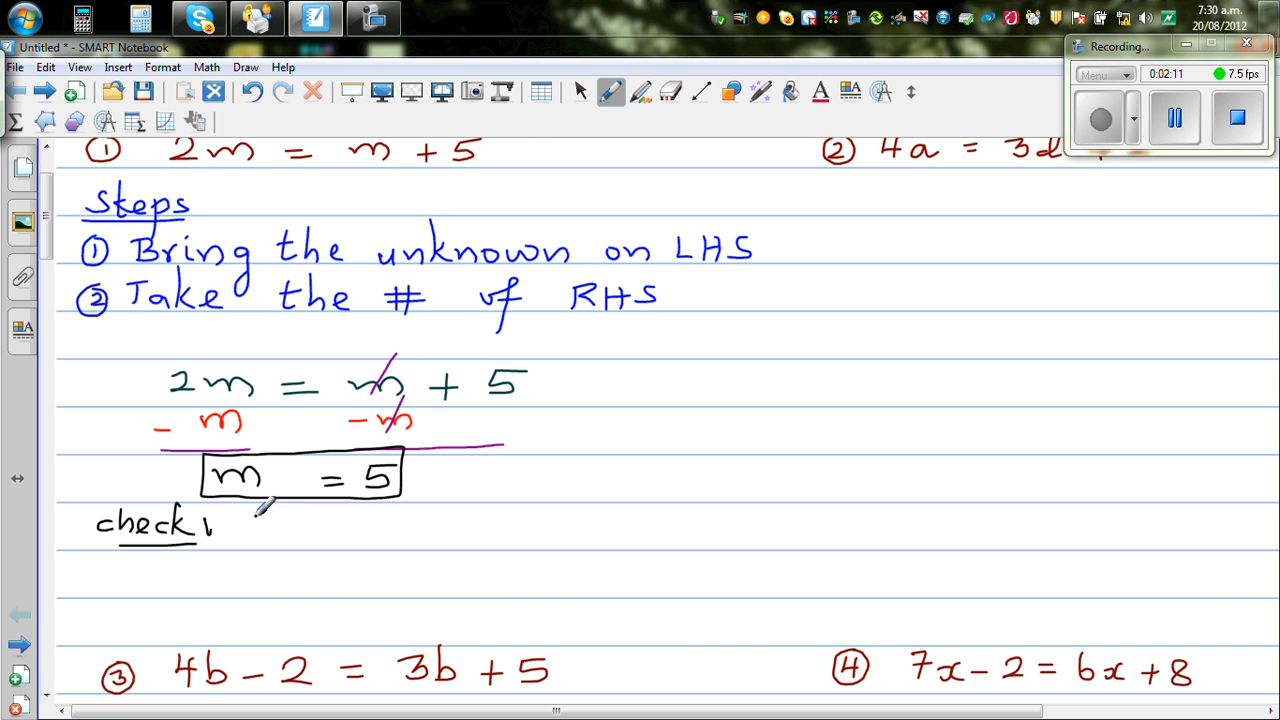 7:30 a.m.
20/08/2012
Untitled * - SMART Notebook
File Edit View Insert Format Math Draw Help
Recording...
Menu 0:02:11 7.5 fps
① 2m = m + 5
② 4a = 3d
Steps
① Bring the unknown on LHS
② Take the # of RHS
2m = m + 5
- m - m
m = 5
check
③ 4b - 2 = 3b + 5
④ 7x - 2 = 6x + 8